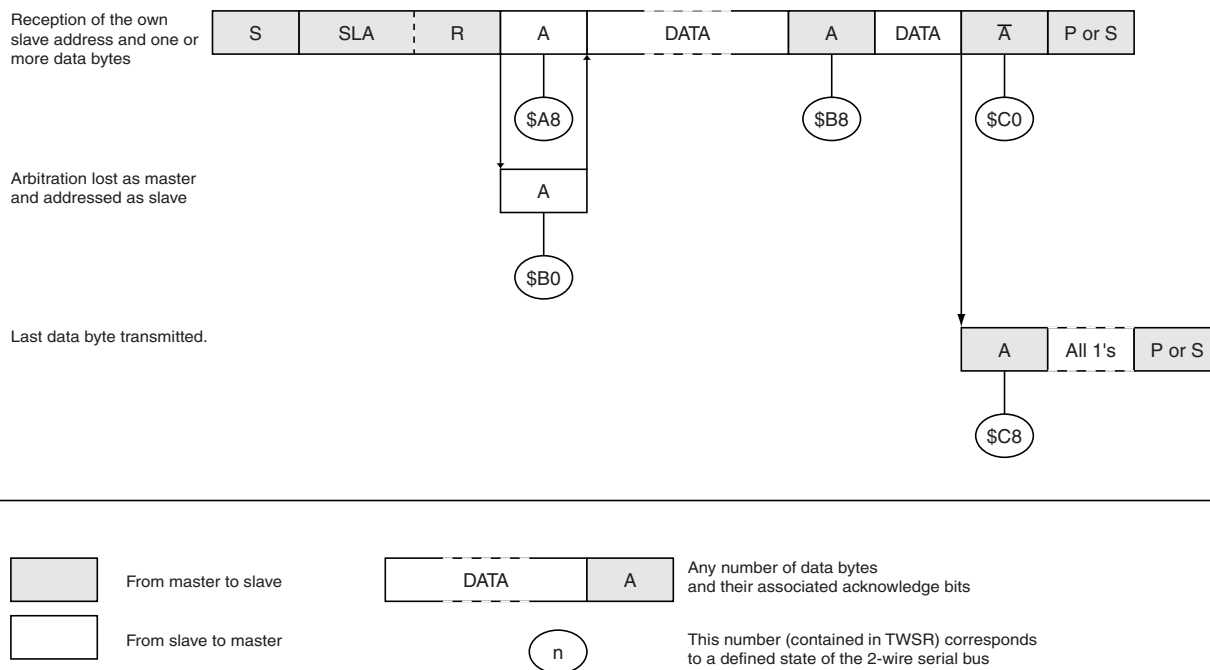 Reception of the own
slave address and one or
more data bytes
S SLA R A DATA A DATA A̅ P or S
$A8 $B8 $C0
Arbitration lost as master
and addressed as slave
A
$B0
Last data byte transmitted.
A All 1's P or S
$C8
From master to slave
DATA A
Any number of data bytes
and their associated acknowledge bits
From slave to master
n
This number (contained in TWSR) corresponds
to a defined state of the 2-wire serial bus